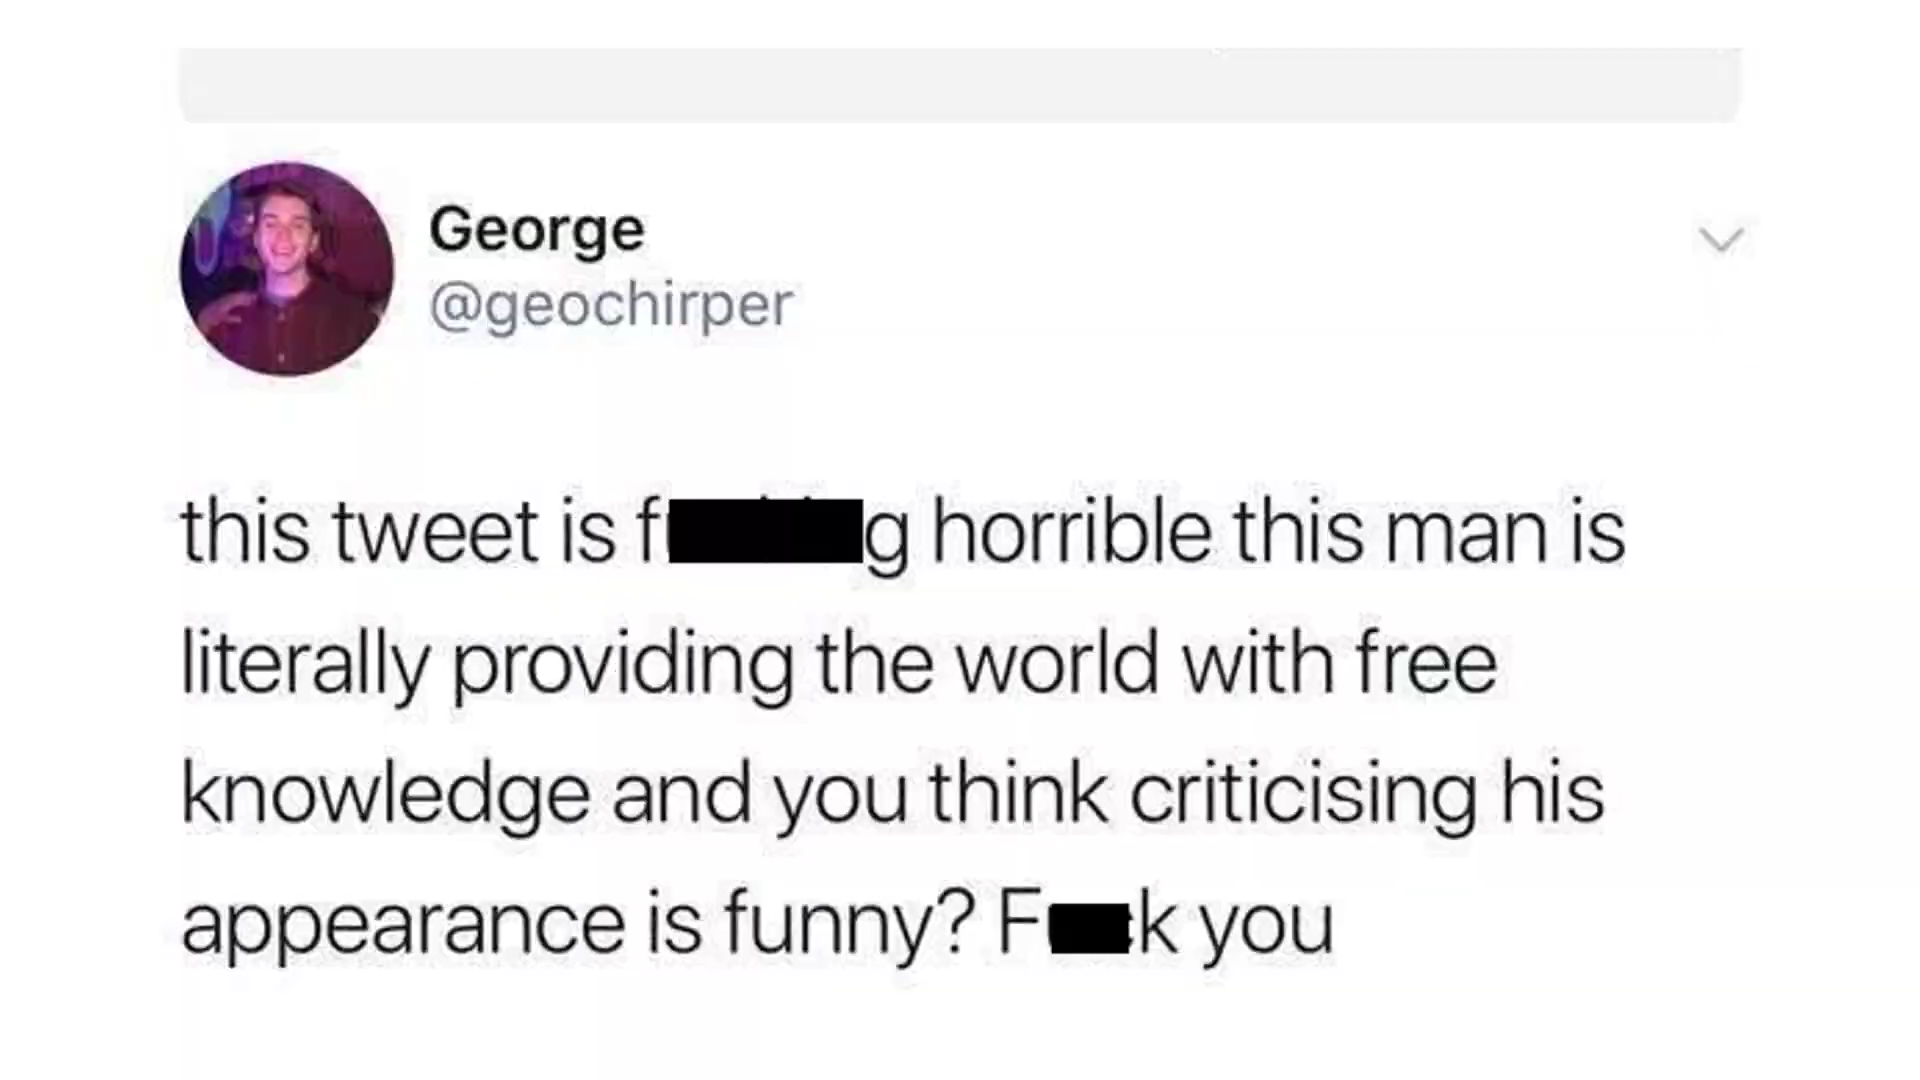 George
@geochirper
this tweet is f g horrible this man is
literally providing the world with free
knowledge and you think criticising his
appearance is funny? F k you